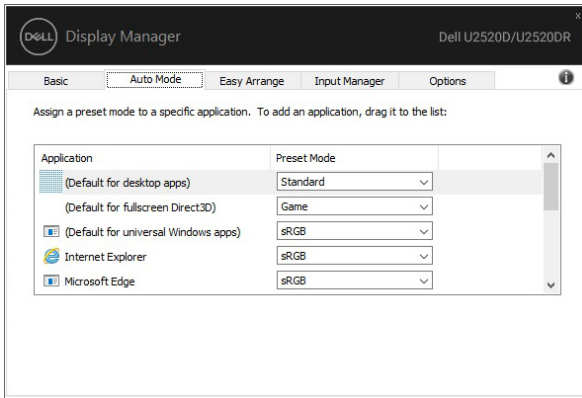 x
DELL Display Manager Dell U2520D/U2520DR
Basic Auto Mode Easy Arrange Input Manager Options i
Assign a preset mode to a specific application. To add an application, drag it to the list:
Application Preset Mode
(Default for desktop apps) Standard
(Default for fullscreen Direct3D) Game
(Default for universal Windows apps) sRGB
Internet Explorer sRGB
Microsoft Edge sRGB